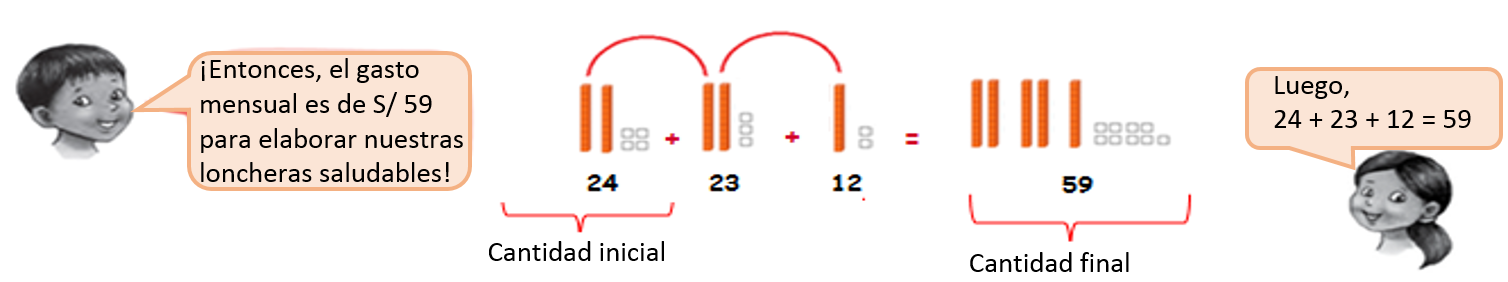 ¡Entonces, el gasto
mensual es de S/ 59
para elaborar nuestras
loncheras saludables!
+ + =
24 23 12 59
Cantidad inicial
Cantidad final
Luego,
24 + 23 + 12 = 59